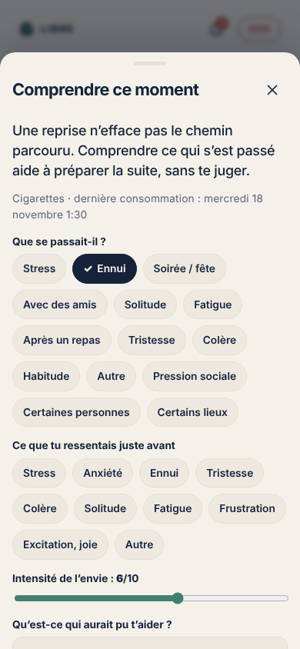 LIBRE
Comprendre ce moment
Une reprise n’efface pas le chemin
parcouru. Comprendre ce qui s’est passé
aide à préparer la suite, sans te juger.
Cigarettes · dernière consommation : mercredi 18
novembre 1:30
Que se passait-il ?
Stress ✓ Ennui Soirée / fête
Avec des amis Solitude Fatigue
Après un repas Tristesse Colère
Habitude Autre Pression sociale
Certaines personnes Certains lieux
Ce que tu ressentais juste avant
Stress Anxiété Ennui Tristesse
Colère Solitude Fatigue Frustration
Excitation, joie Autre
Intensité de l’envie : 6/10
Qu’est-ce qui aurait pu t’aider ?